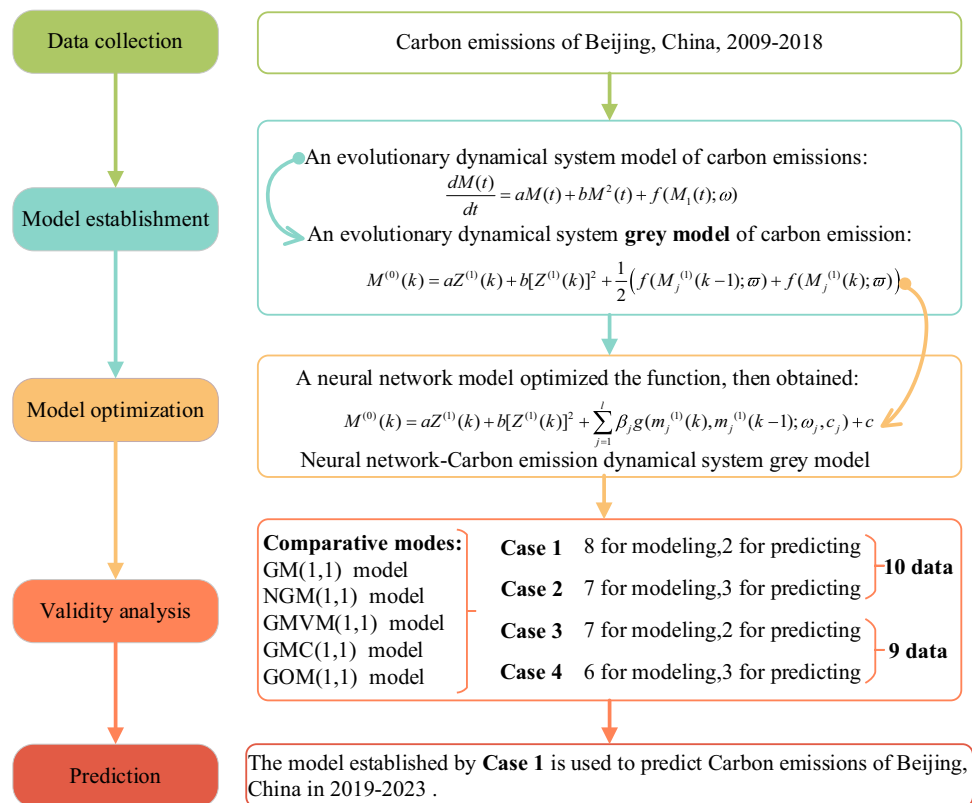 Data collection
Carbon emissions of Beijing, China, 2009-2018
Model establishment
An evolutionary dynamical system model of carbon emissions:
\frac{dM(t)}{dt} = aM(t) + bM^2(t) + f(M_1(t);ω)
An evolutionary dynamical system grey model of carbon emission:
M^{(0)}(k) = aZ^{(1)}(k) + b[Z^{(1)}(k)]^2 + \frac{1}{2}(f(M_j^{(1)}(k-1);ϖ) + f(M_j^{(1)}(k);ϖ))
Model optimization
A neural network model optimized the function, then obtained:
M^{(0)}(k) = aZ^{(1)}(k) + b[Z^{(1)}(k)]^2 + \sum_{j=1}^{l} β_j g(m_j^{(1)}(k), m_j^{(1)}(k-1);ω_j, c_j) + c
Neural network-Carbon emission dynamical system grey model
Validity analysis
Comparative modes:
GM(1,1) model
NGM(1,1) model
GMVM(1,1) model
GMC(1,1) model
GOM(1,1) model
Case 1 8 for modeling,2 for predicting
Case 2 7 for modeling,3 for predicting
10 data
Case 3 7 for modeling,2 for predicting
Case 4 6 for modeling,3 for predicting
9 data
Prediction
The model established by Case 1 is used to predict Carbon emissions of Beijing,
China in 2019-2023 .